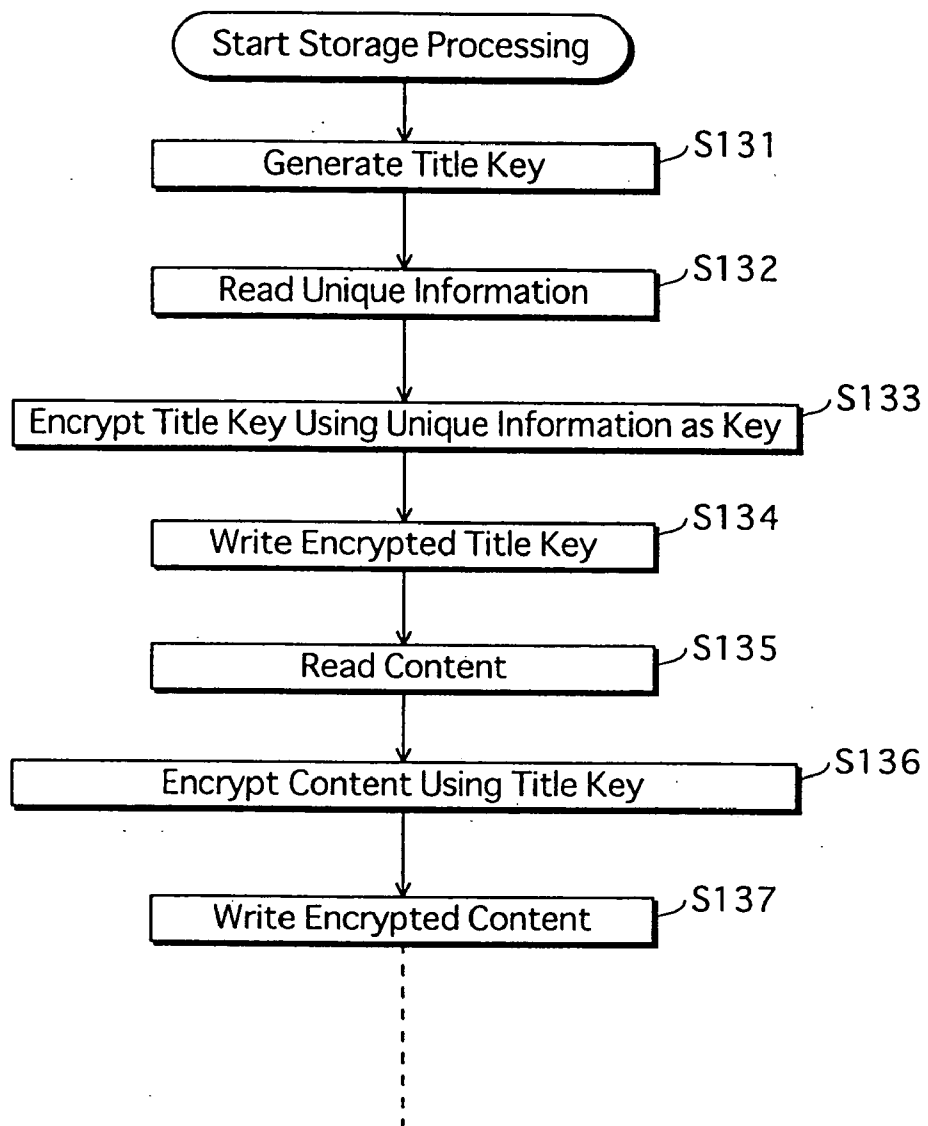 Start Storage Processing
S131
Generate Title Key
S132
Read Unique Information
S133
Encrypt Title Key Using Unique Information as Key
S134
Write Encrypted Title Key
S135
Read Content
S136
Encrypt Content Using Title Key
S137
Write Encrypted Content